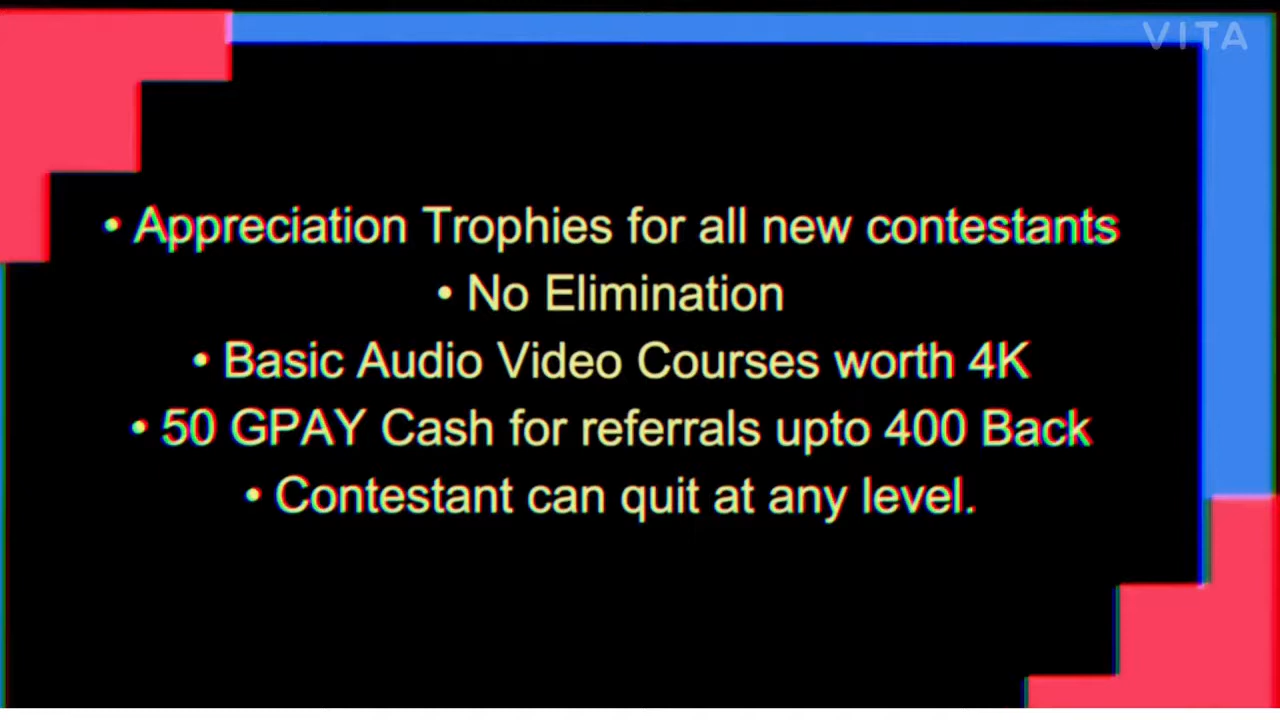 VITA
• Appreciation Trophies for all new contestants
• No Elimination
• Basic Audio Video Courses worth 4K
• 50 GPAY Cash for referrals upto 400 Back
• Contestant can quit at any level.